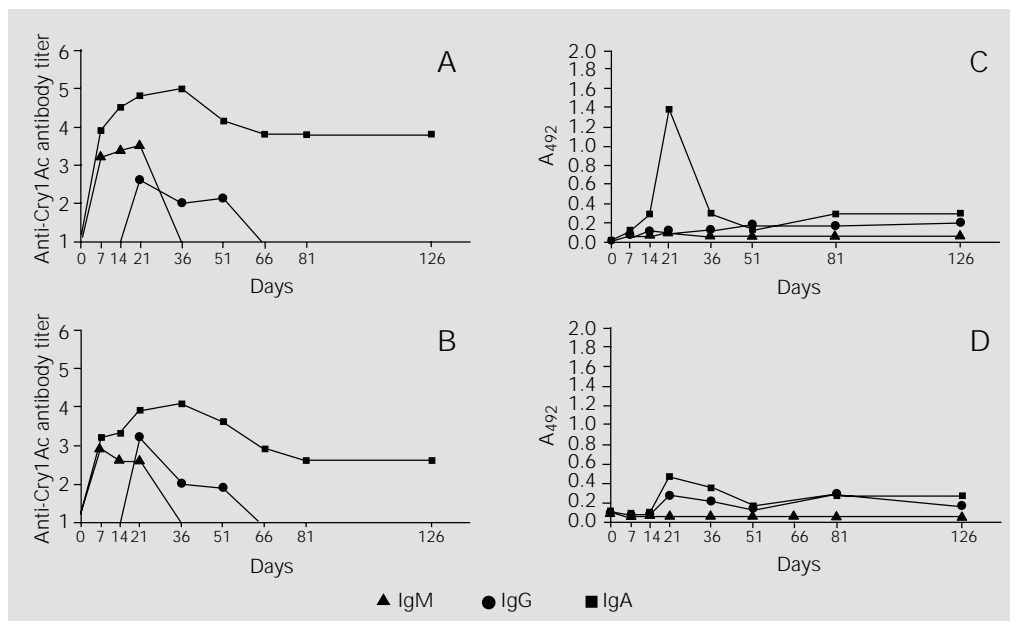 A
Anti-Cry1Ac antibody titer
6
5
4
3
2
1
0 7 14 21 36 51 66 81 126
Days
C
A492
2.0
1.8
1.6
1.4
1.2
1.0
0.8
0.6
0.4
0.2
0.0
0 7 14 21 36 51 81 126
Days
B
Anti-Cry1Ac antibody titer
6
5
4
3
2
1
0 7 14 21 36 51 66 81 126
Days
D
A492
2.0
1.8
1.6
1.4
1.2
1.0
0.8
0.6
0.4
0.2
0.0
0 7 14 21 36 51 66 81 126
Days
IgM IgG IgA